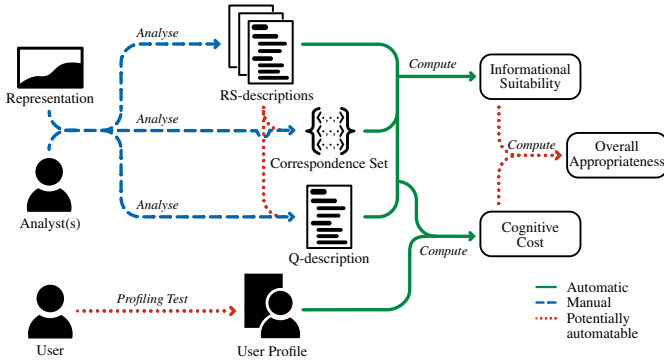 Analyse
Compute
Representation
RS-descriptions
Informational
Suitability
Analyse
Compute
Overall
Appropriateness
Correspondence Set
Analyse
Analyst(s)
Q-description
Compute
Cognitive
Cost
Profiling Test
User
User Profile
Automatic
Manual
Potentially
automatable